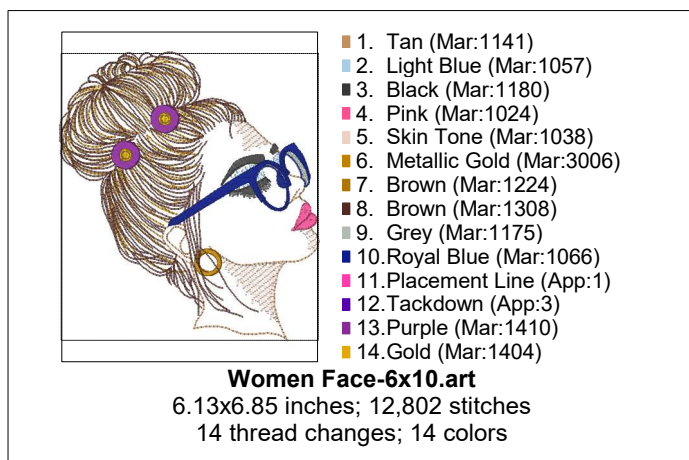 1. Tan (Mar:1141)
2. Light Blue (Mar:1057)
3. Black (Mar:1180)
4. Pink (Mar:1024)
5. Skin Tone (Mar:1038)
6. Metallic Gold (Mar:3006)
7. Brown (Mar:1224)
8. Brown (Mar:1308)
9. Grey (Mar:1175)
10.Royal Blue (Mar:1066)
11.Placement Line (App:1)
12.Tackdown (App:3)
13.Purple (Mar:1410)
14.Gold (Mar:1404)
Women Face-6x10.art
6.13x6.85 inches; 12,802 stitches
14 thread changes; 14 colors